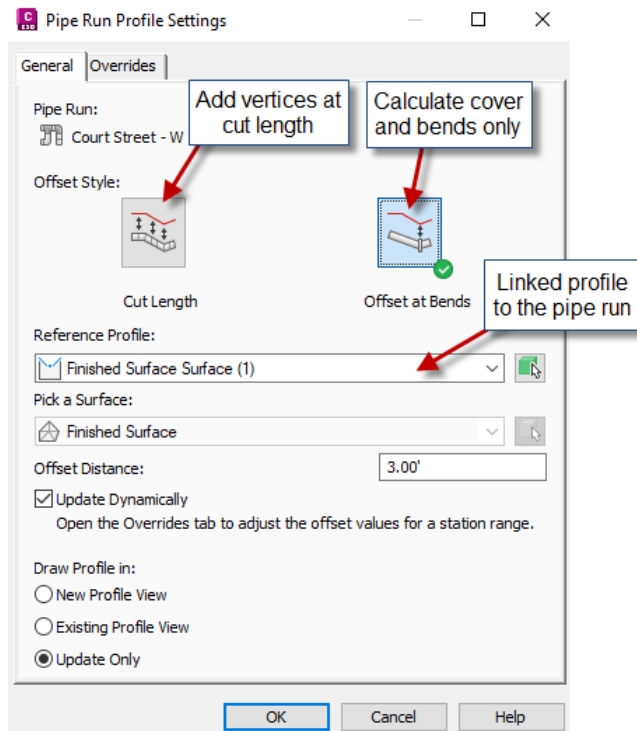 C
C3D
Pipe Run Profile Settings
General
Overrides
Add vertices at
cut length
Calculate cover
and bends only
Pipe Run:
Court Street - W
Offset Style:
Linked profile
to the pipe run
Cut Length
Offset at Bends
Reference Profile:
Finished Surface Surface (1)
Pick a Surface:
Finished Surface
Offset Distance:
3.00'
Update Dynamically
Open the Overrides tab to adjust the offset values for a station range.
Draw Profile in:
New Profile View
Existing Profile View
Update Only
OK
Cancel
Help